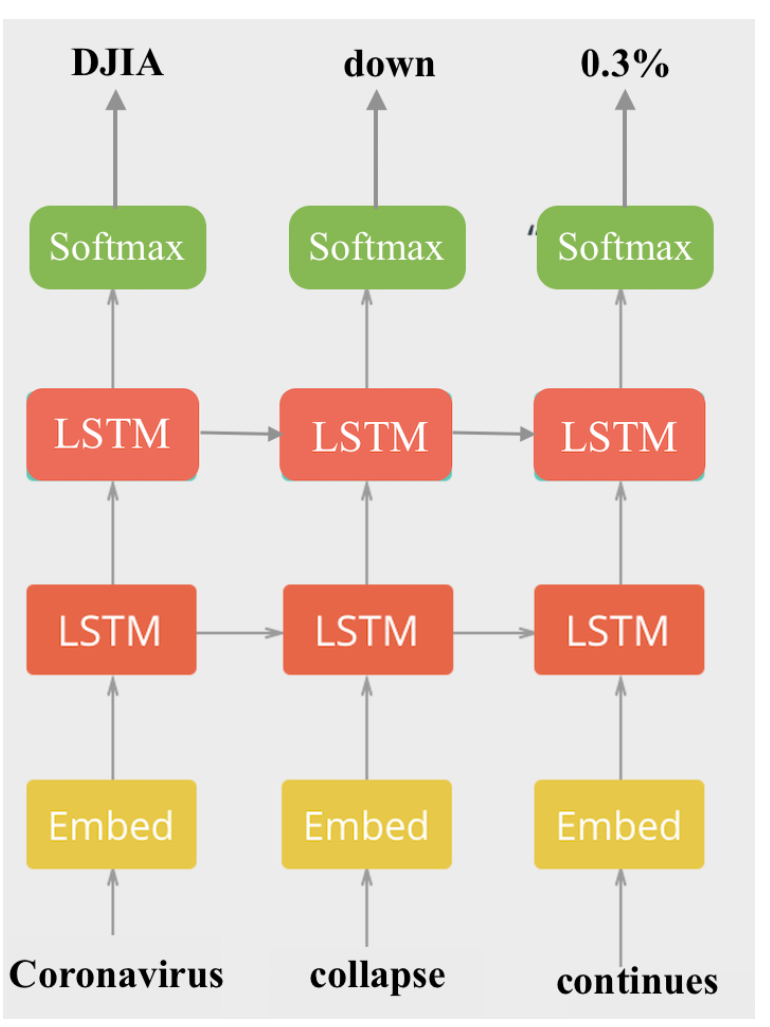 DJIA down 0.3%
“ Softmax Softmax Softmax
LSTM LSTM LSTM
LSTM LSTM LSTM
Embed Embed Embed
Coronavirus collapse continues